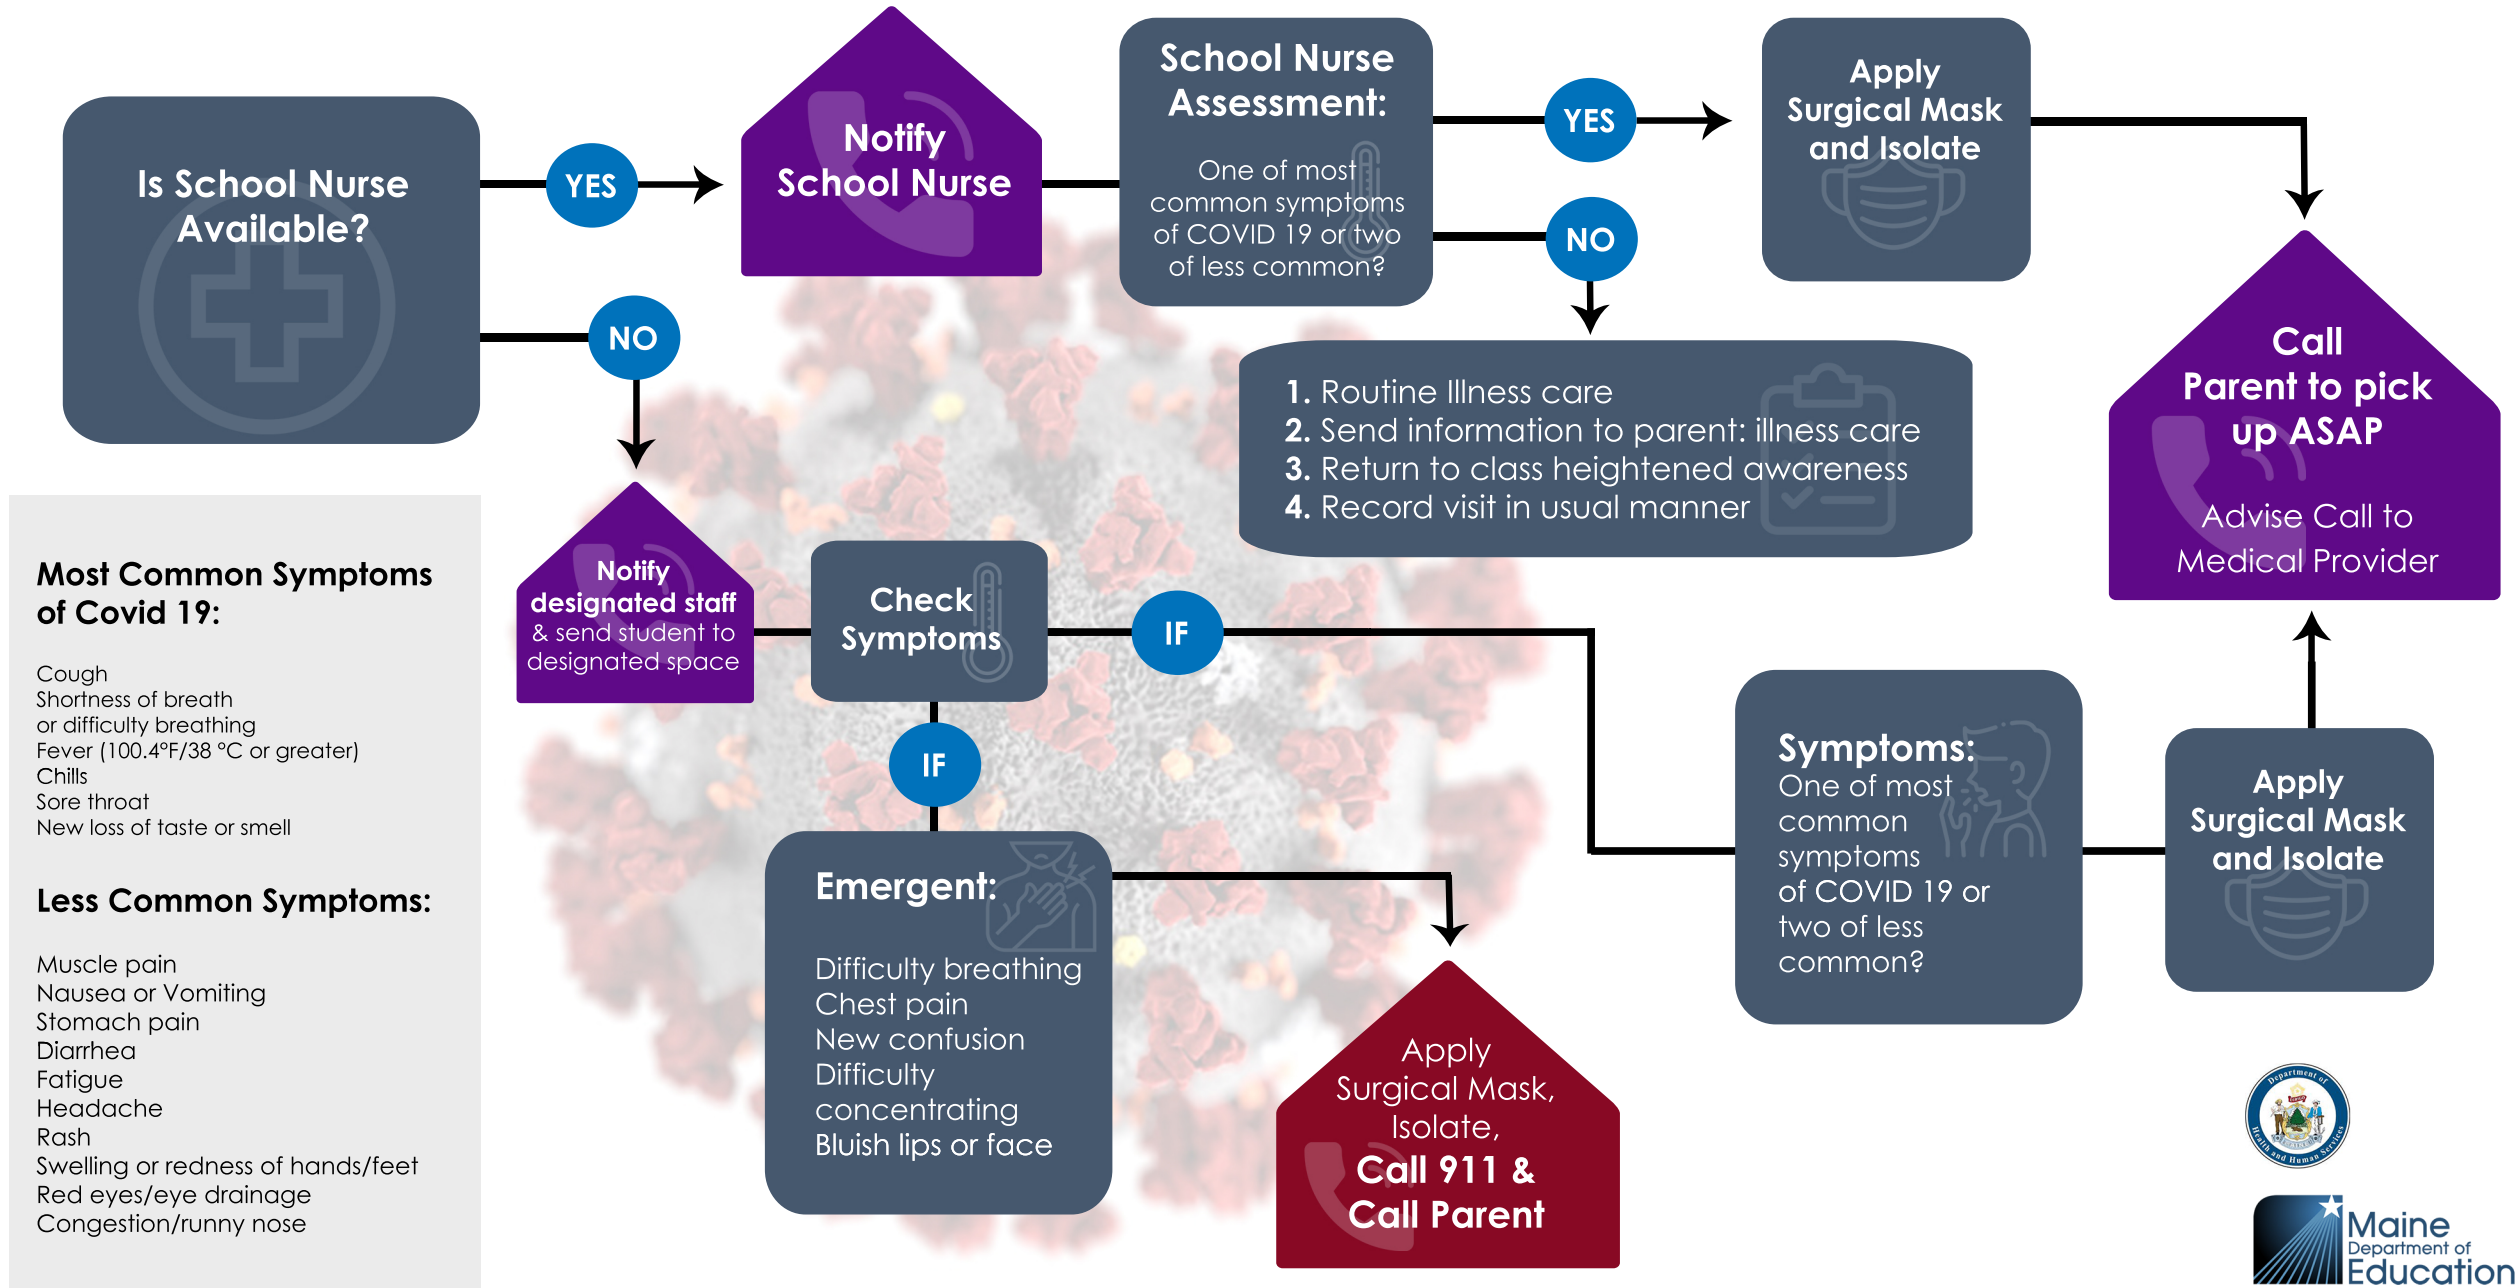 Is School Nurse
Available?
YES
NO
Notify
School Nurse
School Nurse
Assessment:
One of most
common symptoms
of COVID 19 or two
of less common?
YES
NO
Apply
Surgical Mask
and Isolate
Call
Parent to pick
up ASAP
Advise Call to
Medical Provider
1. Routine Illness care
2. Send information to parent: illness care
3. Return to class heightened awareness
4. Record visit in usual manner
Notify
designated staff
& send student to
designated space
Check
Symptoms
IF
IF
Emergent:
Difficulty breathing
Chest pain
New confusion
Difficulty
concentrating
Bluish lips or face
Apply
Surgical Mask,
Isolate,
Call 911 &
Call Parent
Symptoms:
One of most
common
symptoms
of COVID 19 or
two of less
common?
Apply
Surgical Mask
and Isolate
Most Common Symptoms
of Covid 19:
Cough
Shortness of breath
or difficulty breathing
Fever (100.4°F/38 °C or greater)
Chills
Sore throat
New loss of taste or smell
Less Common Symptoms:
Muscle pain
Nausea or Vomiting
Stomach pain
Diarrhea
Fatigue
Headache
Rash
Swelling or redness of hands/feet
Red eyes/eye drainage
Congestion/runny nose
Department of
Health and Human Services
Maine
Department of
Education